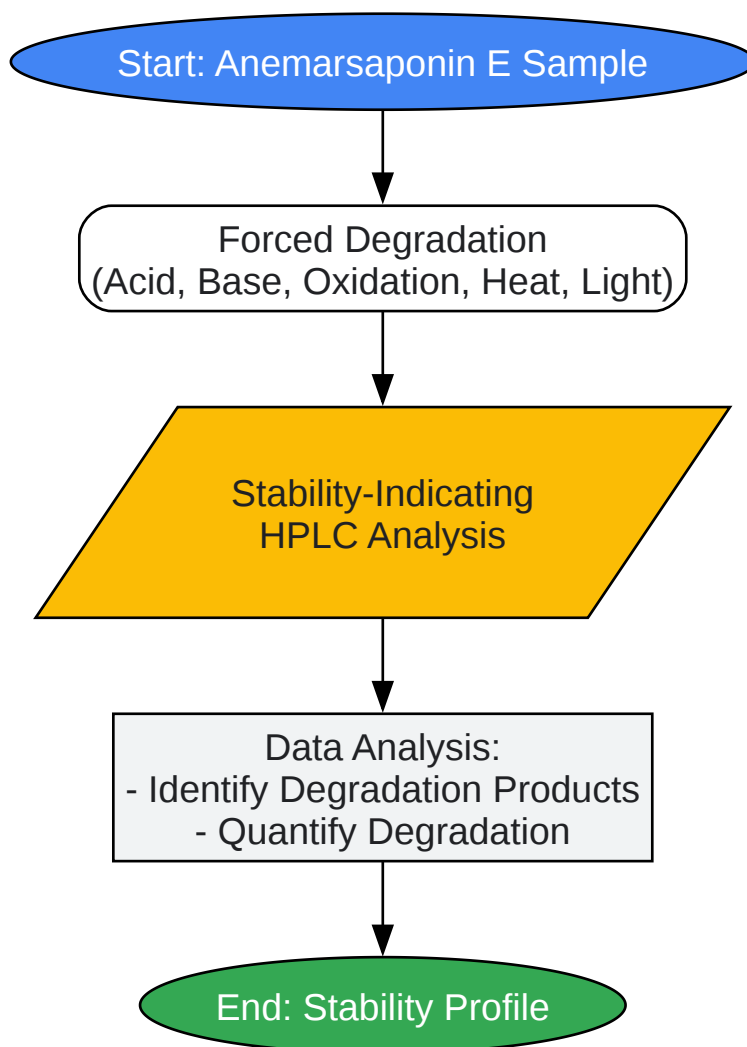 Start: Anemarsaponin E Sample
Forced Degradation
(Acid, Base, Oxidation, Heat, Light)
Stability-Indicating
HPLC Analysis
Data Analysis:
- Identify Degradation Products
- Quantify Degradation
End: Stability Profile